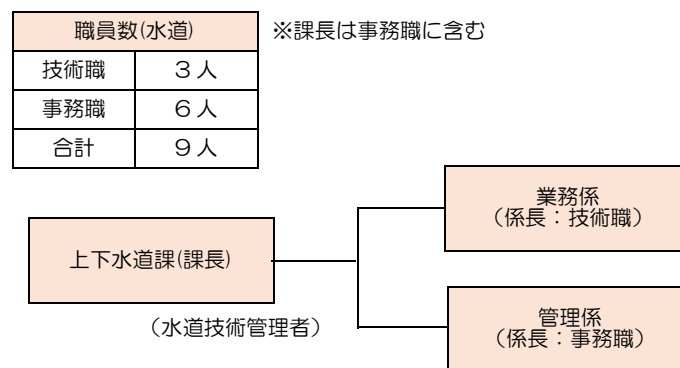 職員数(水道)
※課長は事務職に含む
技術職 3人
事務職 6人
合計 9人
業務係
(係長：技術職)
上下水道課(課長)
(水道技術管理者)
管理係
(係長：事務職)